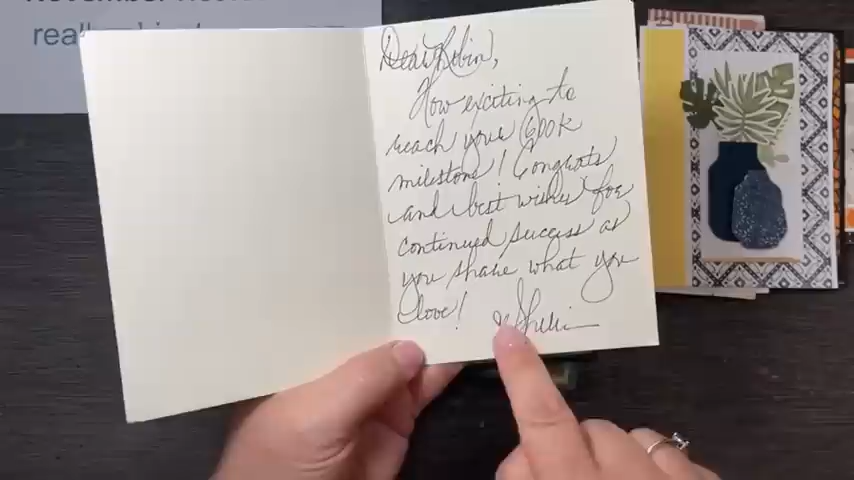 Dear Robin,
How exciting to
reach your 600K
milestone! Congrats
and best wishes for
continued success as
you share what you
love!